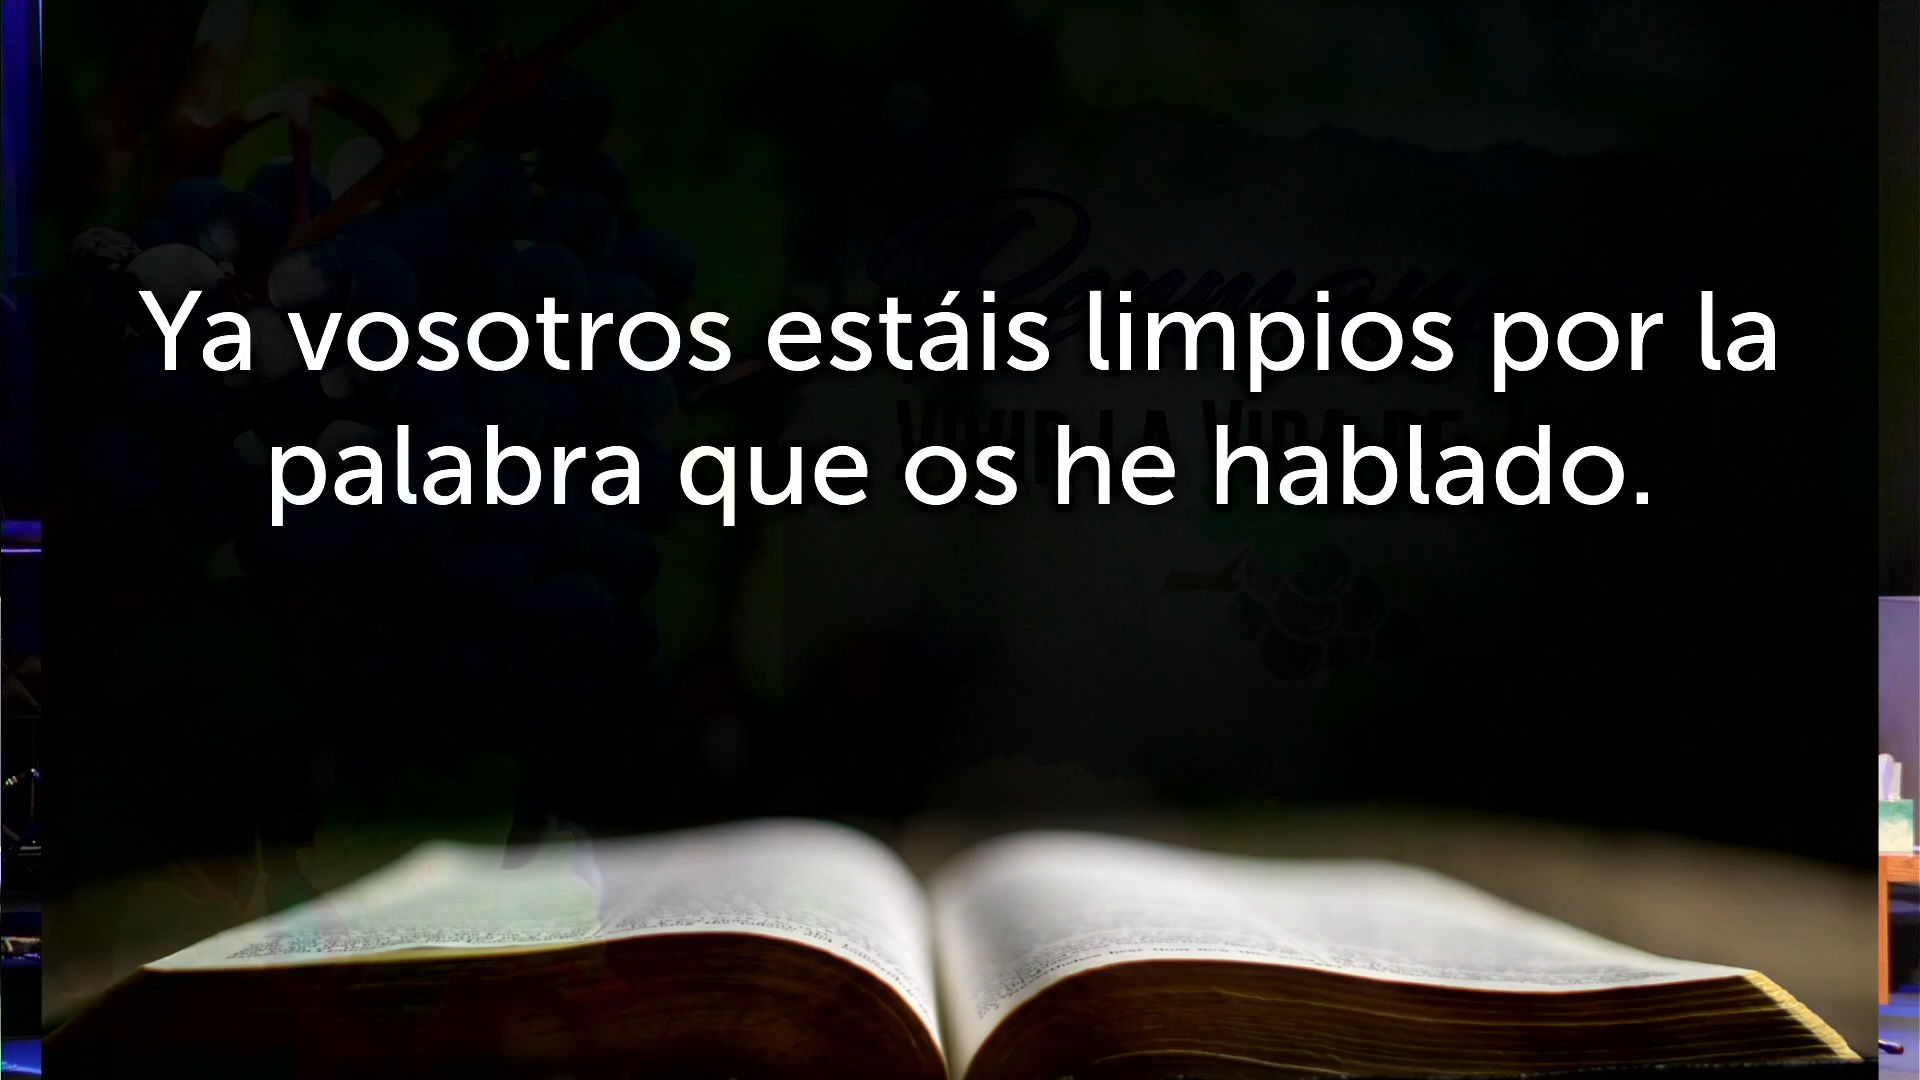 Ya vosotros estáis limpios por la
palabra que os he hablado.